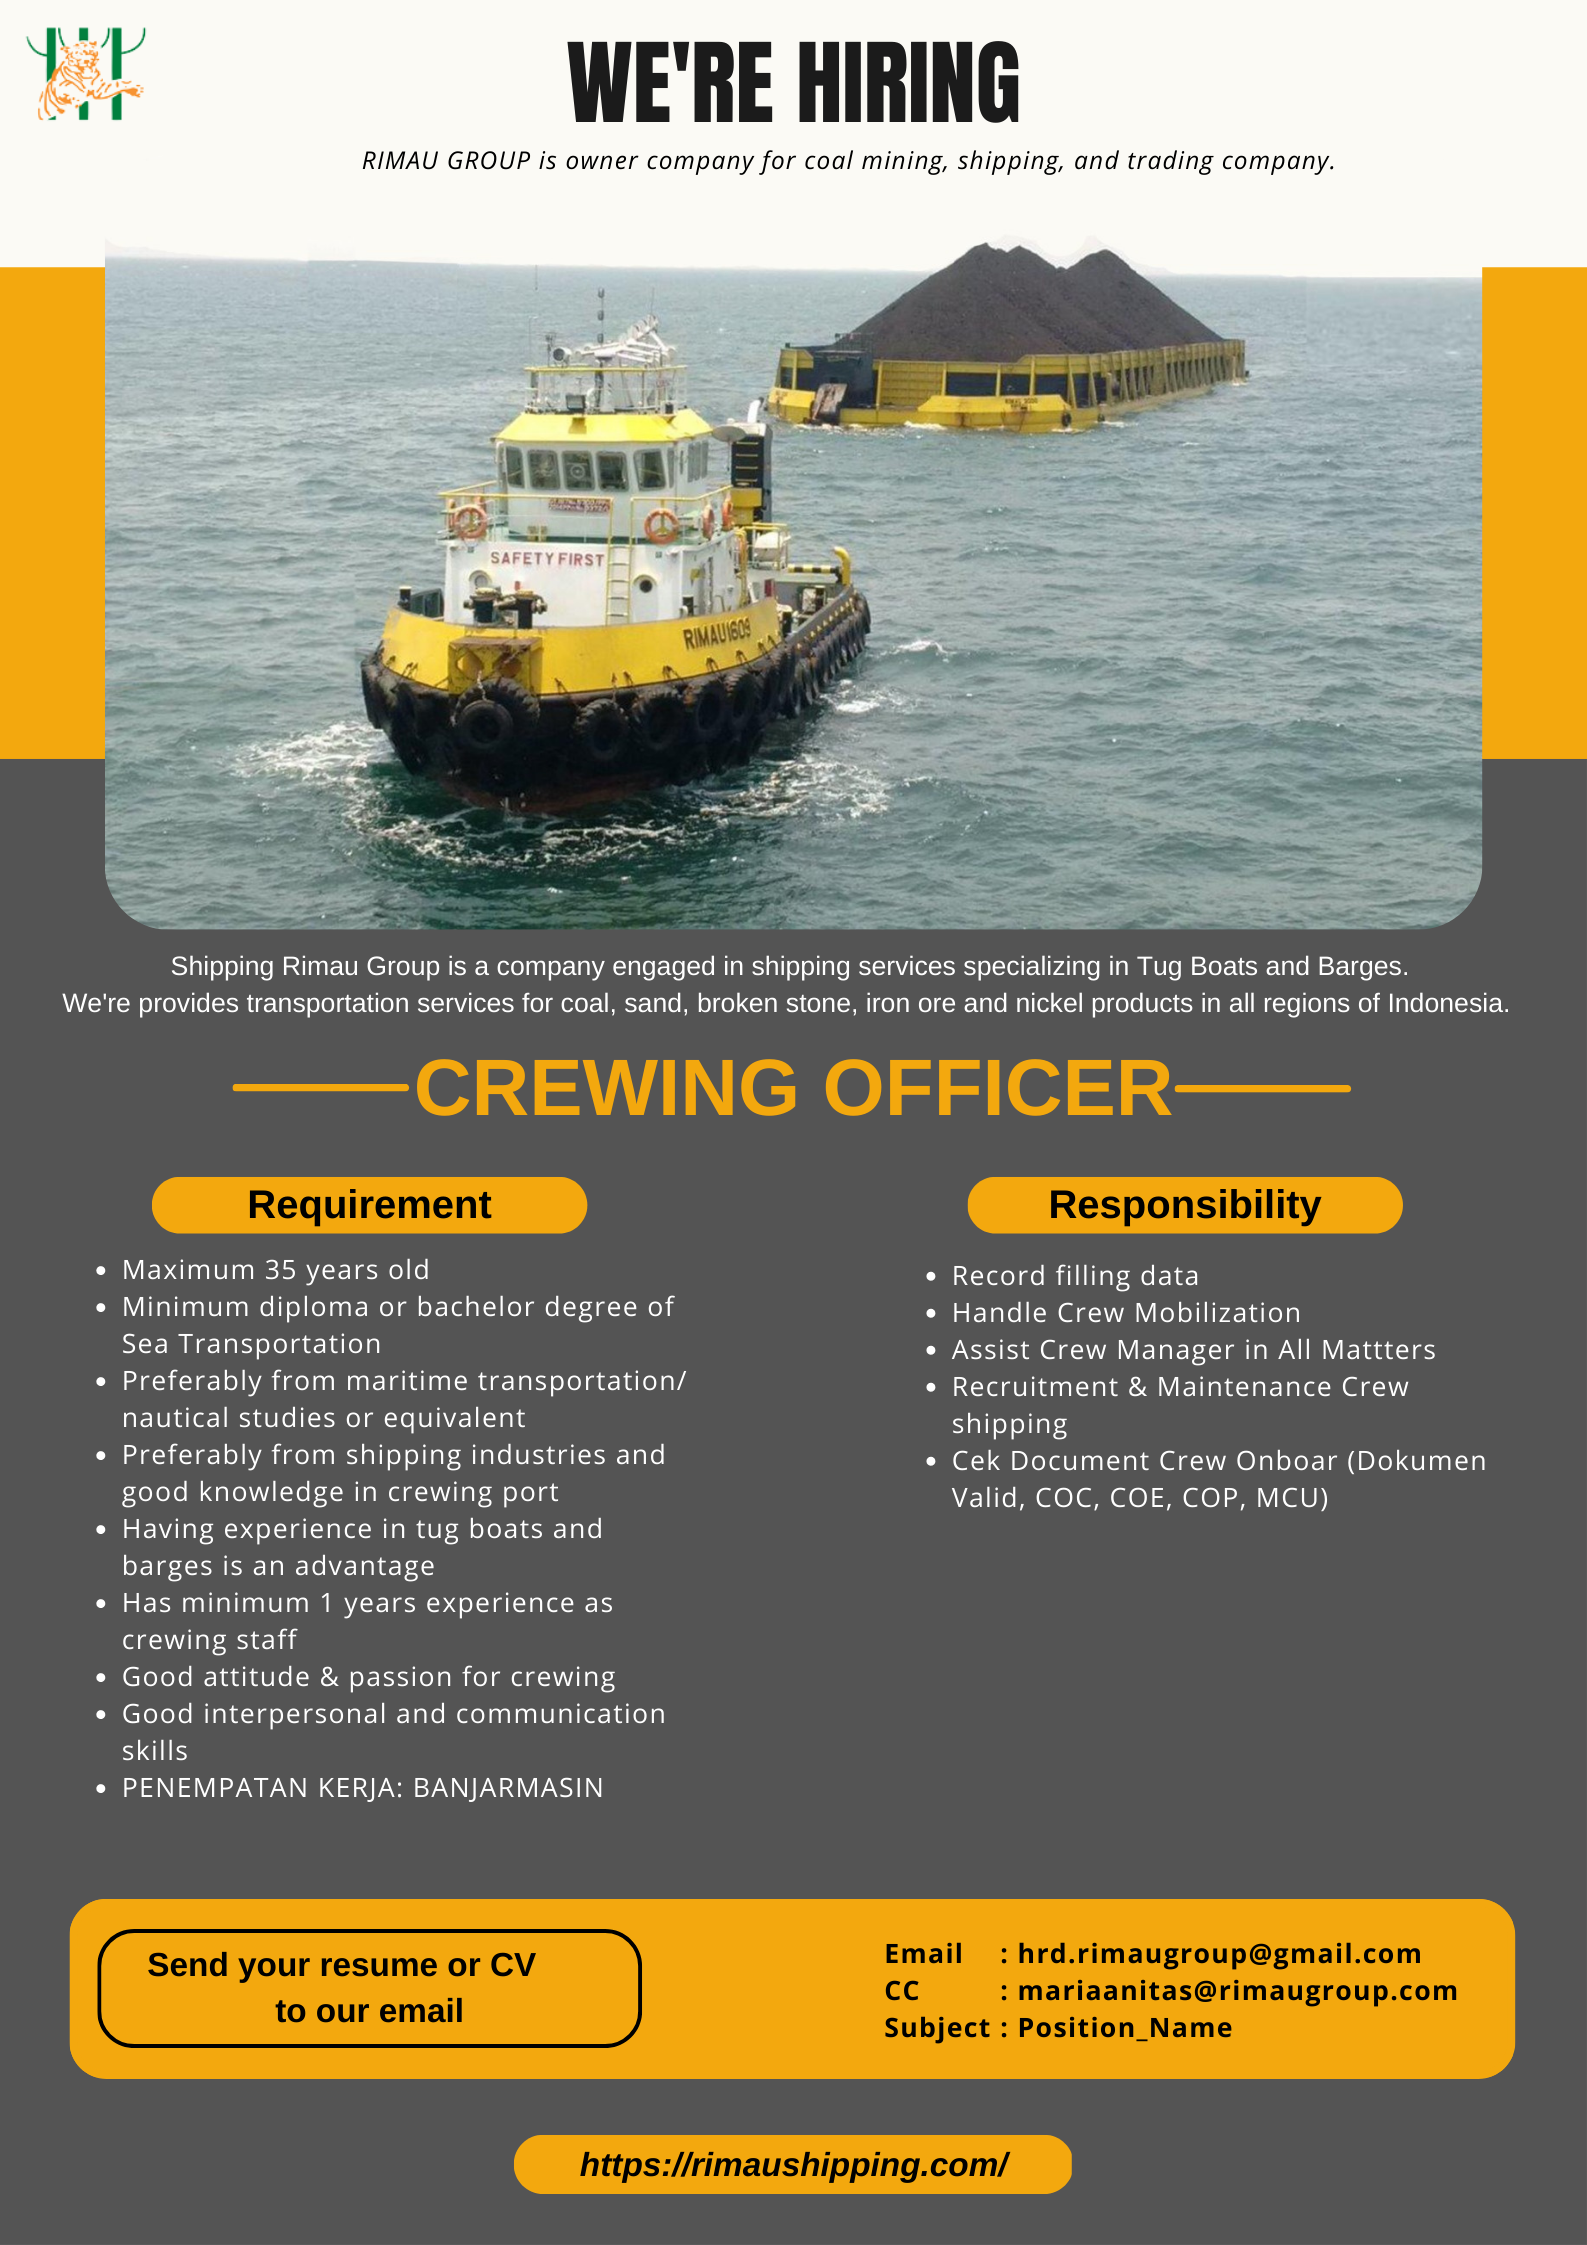 WE'RE HIRING
RIMAU GROUP is owner company for coal mining, shipping, and trading company.
SAFETY FIRST
RIMAU 1609
Shipping Rimau Group is a company engaged in shipping services specializing in Tug Boats and Barges.
We're provides transportation services for coal, sand, broken stone, iron ore and nickel products in all regions of Indonesia.
CREWING OFFICER
Requirement
Maximum 35 years old
Minimum diploma or bachelor degree of
Sea Transportation
Preferably from maritime transportation/
nautical studies or equivalent
Preferably from shipping industries and
good knowledge in crewing port
Having experience in tug boats and
barges is an advantage
Has minimum 1 years experience as
crewing staff
Good attitude & passion for crewing
Good interpersonal and communication
skills
PENEMPATAN KERJA: BANJARMASIN
Responsibility
Record filling data
Handle Crew Mobilization
Assist Crew Manager in All Mattters
Recruitment & Maintenance Crew
shipping
Cek Document Crew Onboar (Dokumen
Valid, COC, COE, COP, MCU)
Send your resume or CV
to our email
Email : hrd.rimaugroup@gmail.com
CC : mariaanitas@rimaugroup.com
Subject : Position_Name
https://rimaushipping.com/